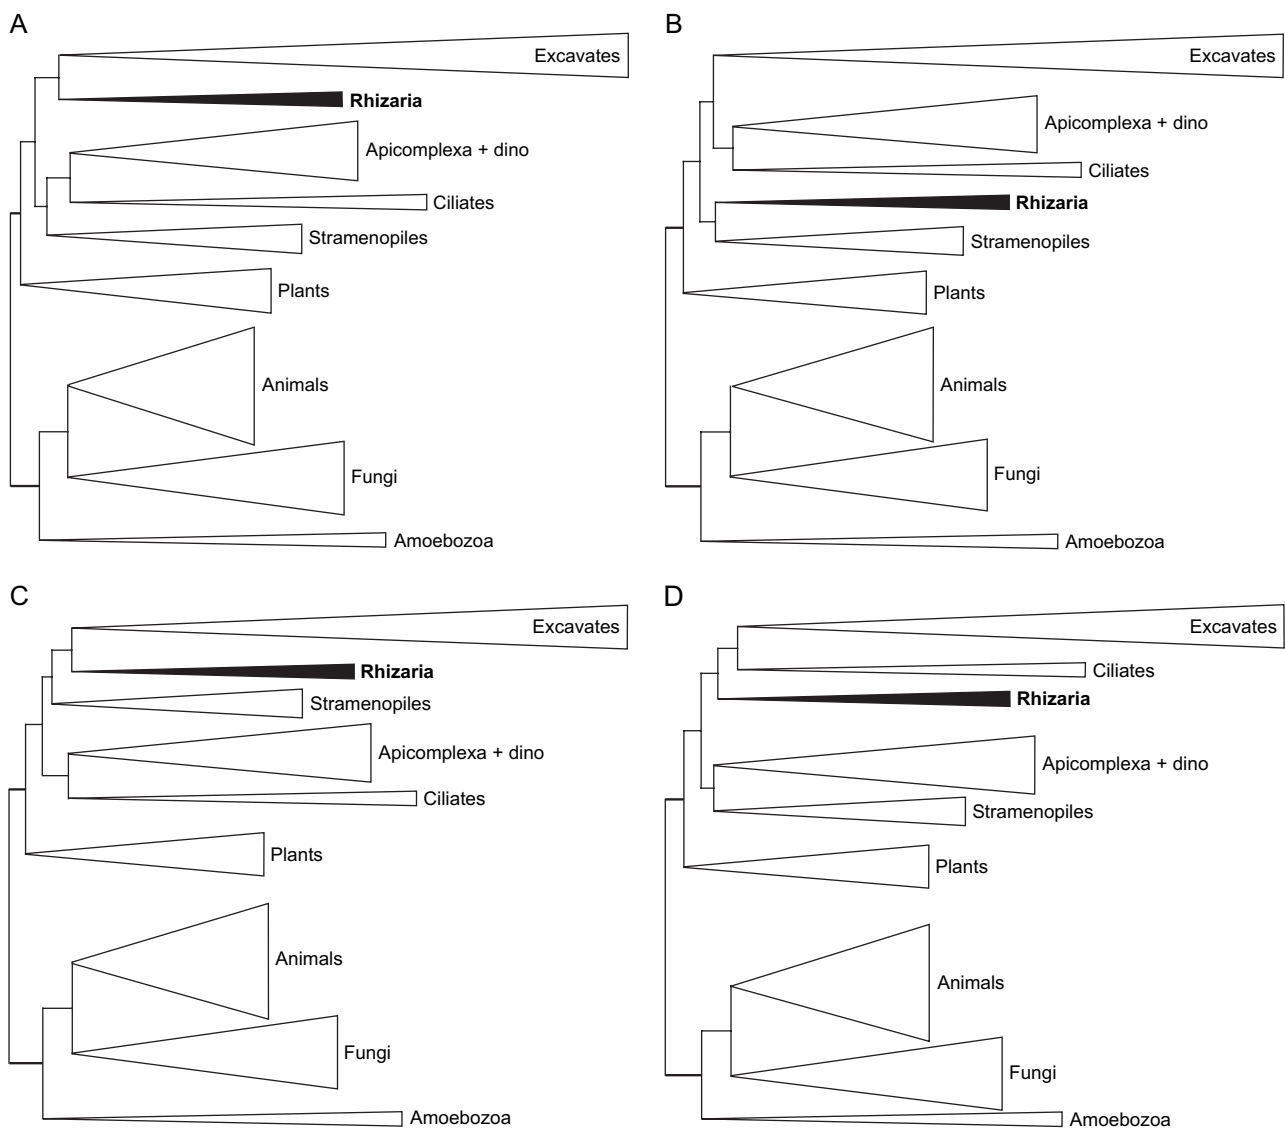 A
Excavates
Rhizaria
Apicomplexa + dino
Ciliates
Stramenopiles
Plants
Animals
Fungi
Amoebozoa
B
Excavates
Apicomplexa + dino
Ciliates
Rhizaria
Stramenopiles
Plants
Animals
Fungi
Amoebozoa
C
Excavates
Rhizaria
Stramenopiles
Apicomplexa + dino
Ciliates
Plants
Animals
Fungi
Amoebozoa
D
Excavates
Ciliates
Rhizaria
Apicomplexa + dino
Stramenopiles
Plants
Animals
Fungi
Amoebozoa